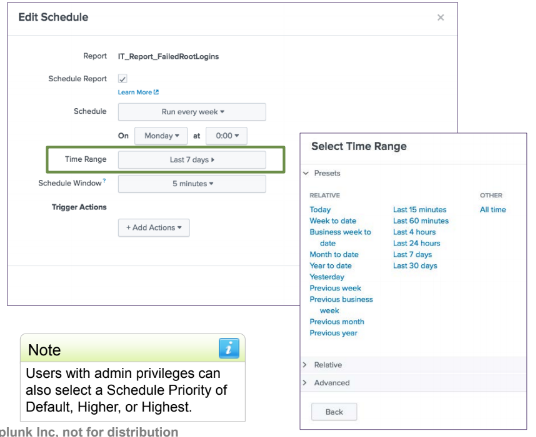 Edit Schedule ×
Report IT_Report_FailedRootLogins
Schedule Report
Learn More
Schedule Run every week
On Monday at 0:00
Time Range Last 7 days
Schedule Window ? 5 minutes
Trigger Actions
+ Add Actions
Select Time Range
Presets
RELATIVE OTHER
Today Last 15 minutes All time
Week to date Last 60 minutes
Business week to Last 4 hours
date Last 24 hours
Month to date Last 7 days
Year to date Last 30 days
Yesterday
Previous week
Previous business
week
Previous month
Previous year
> Relative
> Advanced
Back
Note i
Users with admin privileges can
also select a Schedule Priority of
Default, Higher, or Highest.
plunk Inc, not for distribution